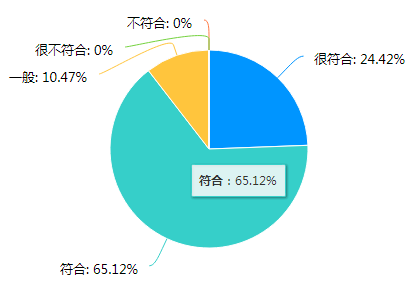 不符合: 0%
很不符合: 0%
很符合: 24.42%
一般: 10.47%
符合：65.12%
符合: 65.12%